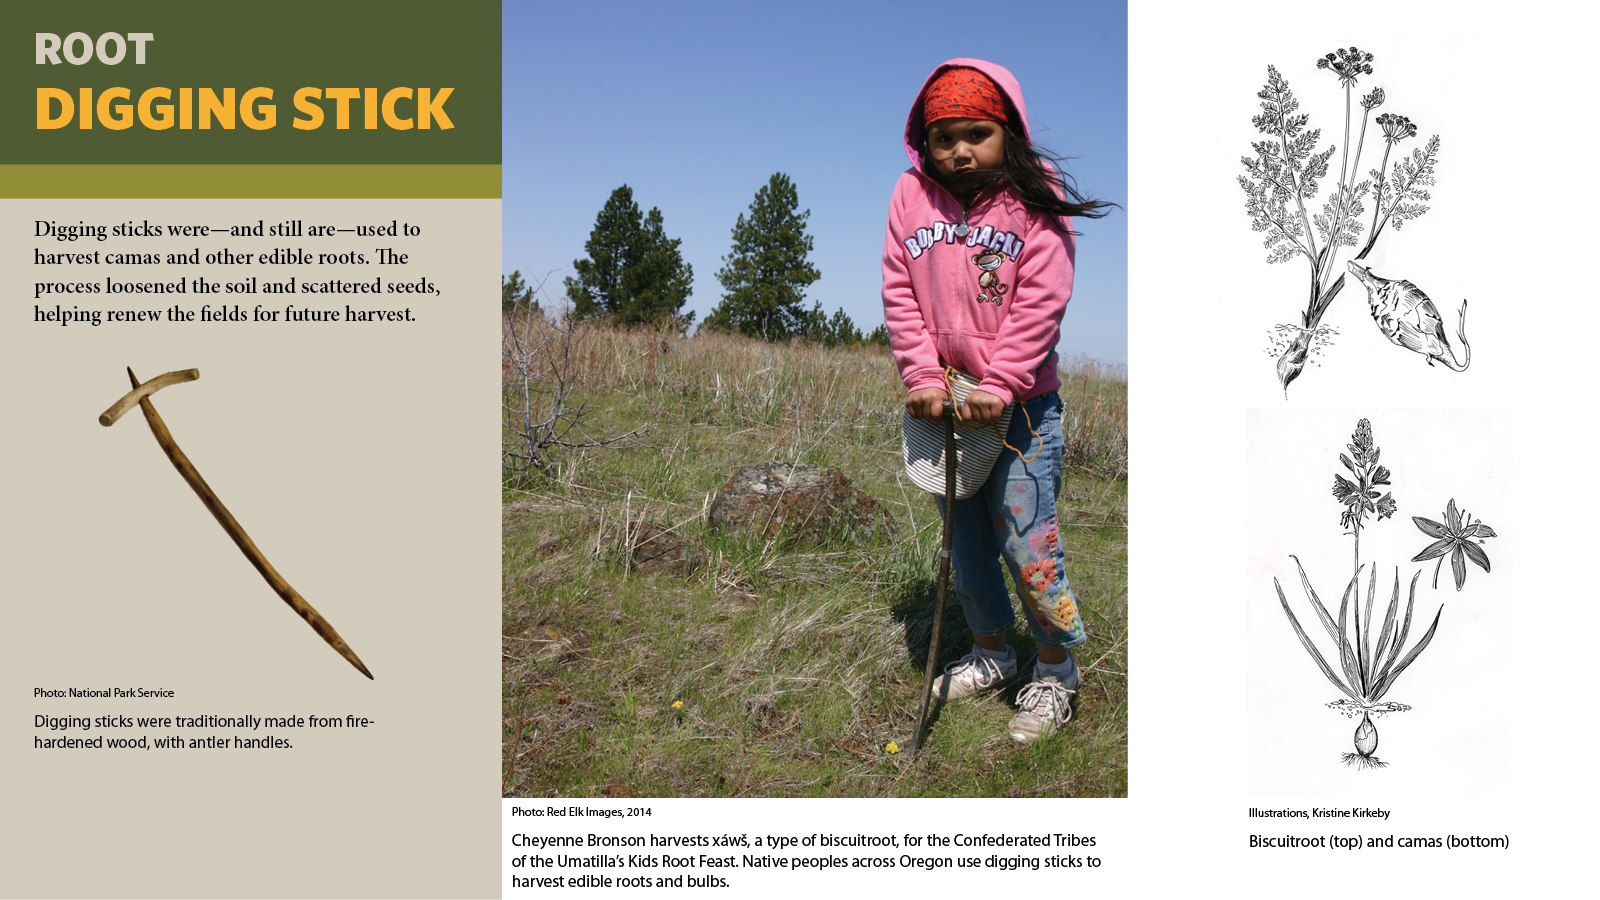 ROOT
DIGGING STICK
Digging sticks were—and still are—used to
harvest camas and other edible roots. The
process loosened the soil and scattered seeds,
helping renew the fields for future harvest.
Photo: National Park Service
Digging sticks were traditionally made from fire-
hardened wood, with antler handles.
BOBBY JACK!
Photo: Red Elk Images, 2014
Cheyenne Bronson harvests xáwš, a type of biscuitroot, for the Confederated Tribes
of the Umatilla’s Kids Root Feast. Native peoples across Oregon use digging sticks to
harvest edible roots and bulbs.
Illustrations, Kristine Kirkeby
Biscuitroot (top) and camas (bottom)